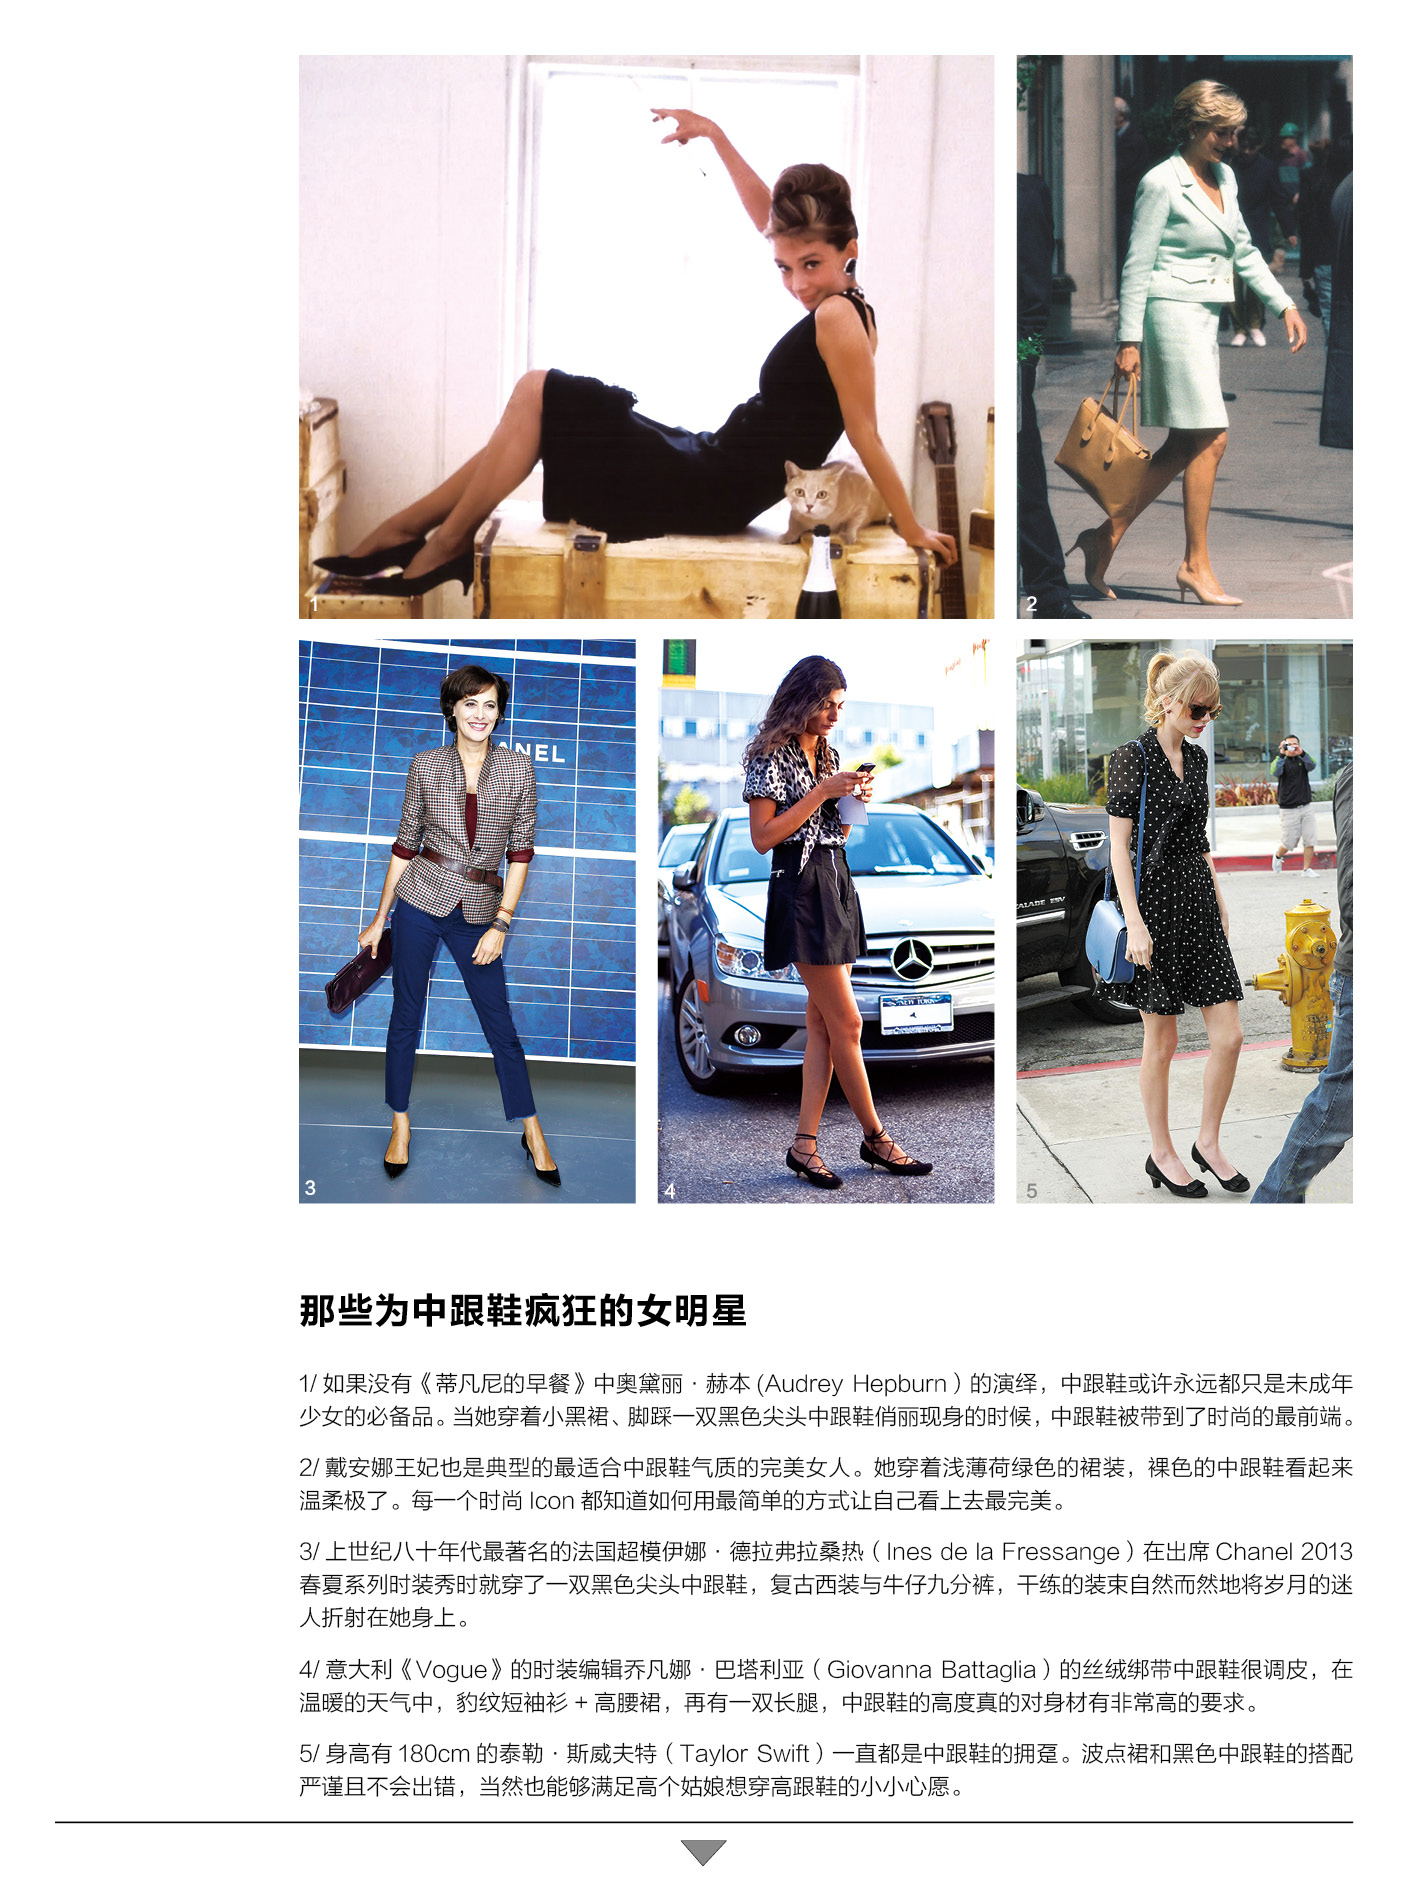 1
2
ANEL
3
NEW YORK
4
ESCALADE ESV
5
那些为中跟鞋疯狂的女明星
1/ 如果没有《蒂凡尼的早餐》中奥黛丽·赫本 (Audrey Hepburn ) 的演绎，中跟鞋或许永远都只是未成年
少女的必备品。当她穿着小黑裙、脚踩一双黑色尖头中跟鞋俏丽现身的时候，中跟鞋被带到了时尚的最前端。
2/ 戴安娜王妃也是典型的最适合中跟鞋气质的完美女人。她穿着浅薄荷绿色的裙装，裸色的中跟鞋看起来
温柔极了。每一个时尚 Icon 都知道如何用最简单的方式让自己看上去最完美。
3/ 上世纪八十年代最著名的法国超模伊娜·德拉弗拉桑热（Ines de la Fressange）在出席 Chanel 2013
春夏系列时装秀时就穿了一双黑色尖头中跟鞋，复古西装与牛仔九分裤，干练的装束自然而然地将岁月的迷
人折射在她身上。
4/ 意大利《Vogue》的时装编辑乔凡娜·巴塔利亚（Giovanna Battaglia）的丝绒绑带中跟鞋很调皮，在
温暖的天气中，豹纹短袖衫 + 高腰裙，再有一双长腿，中跟鞋的高度真的对身材有非常高的要求。
5/ 身高有 180cm 的泰勒·斯威夫特（Taylor Swift）一直都是中跟鞋的拥趸。波点裙和黑色中跟鞋的搭配
严谨且不会出错，当然也能够满足高个姑娘想穿高跟鞋的小小心愿。